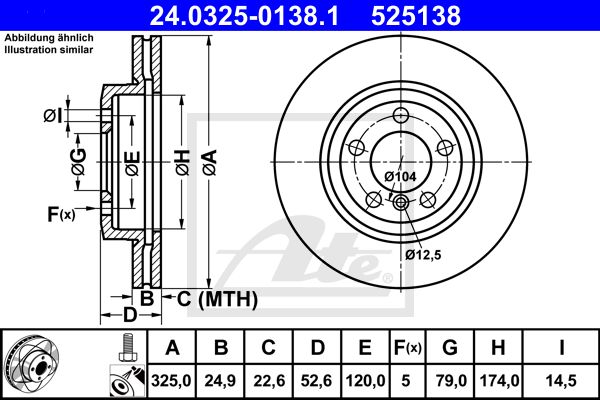 24.0325-0138.1 525138
Abbildung ähnlich
Illustration similar
ØI
ØG
ØE
ØH
ØA
F(x)
B
C (MTH)
D
Ø104
Ø12,5
Ate
A B C D E F(x) G H I
325,0 24,9 22,6 52,6 120,0 5 79,0 174,0 14,5